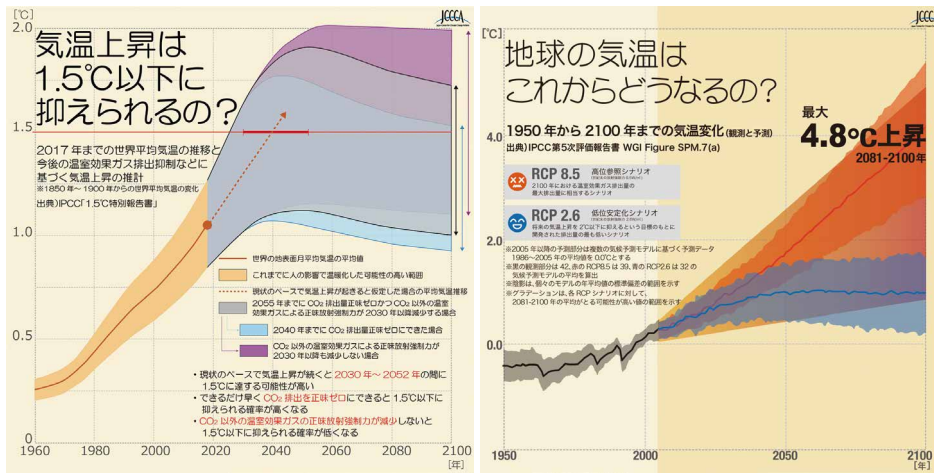 [℃]
JCCCA
2.0
気温上昇は
1.5℃以下に
抑えられるの?
1.5
2017年までの世界平均気温の推移と
今後の温室効果ガス排出抑制などに
基づく気温上昇の推計
※1850年~1900年からの世界平均気温の変化
出典)IPCC「1.5℃特別報告書」
1.0
世界の地表面月平均気温の平均値
これまでに人の影響で温暖化した可能性の高い範囲
現状のペースで気温上昇が起きると仮定した場合の平均気温推移
2055年までにCO₂排出量正味ゼロかつCO₂以外の温室
効果ガスによる正味放射強制力が2030年以降減少する場合
0.5
2040年までにCO₂排出量正味ゼロにできた場合
CO₂以外の温室効果ガスによる正味放射強制力が
2030年以降も減少しない場合
・現状のペースで気温上昇が続くと2030年~2052年の間に
1.5℃に達する可能性が高い
・できるだけ早くCO₂排出を正味ゼロにできると1.5℃以下に
抑えられる確率が高くなる
・CO₂以外の温室効果ガスの正味放射強制力が減少しないと
1.5℃以下に抑えられる確率が低くなる
0
1960 1980 2000 2020 2040 2060 2080 2100
[年]
JCCCA
[℃]
地球の気温は
これからどうなるの?
1950年から2100年までの気温変化(観測と予測)
出典)IPCC第5次評価報告書 WGI Figure SPM.7(a)
最大
4.8℃上昇
2081-2100年
4.0
RCP 8.5 高位参照シナリオ
2100年における温室効果ガス排出量の
最大排出量に相当するシナリオ
RCP 2.6 低位安定化シナリオ
将来の気温上昇を2℃以下に抑えるという目標のもとに
開発された排出量の最も低いシナリオ
2.0
※2005年以降の予測部分は複数の気候予測モデルに基づく予測データ
1986~2005年の平均値を0.0℃とする
※黒の観測部分は42,赤のRCP8.5は39,青のRCP2.6は32の
気候予測モデルの平均を算出
※陰影は,個々のモデルの年平均値の標準偏差の範囲を示す
※グラデーションは,各RCPシナリオに対して,
2081-2100年の平均がとる可能性が高い値の範囲を示す
0.0
1950 2000 2050 2100
[年]